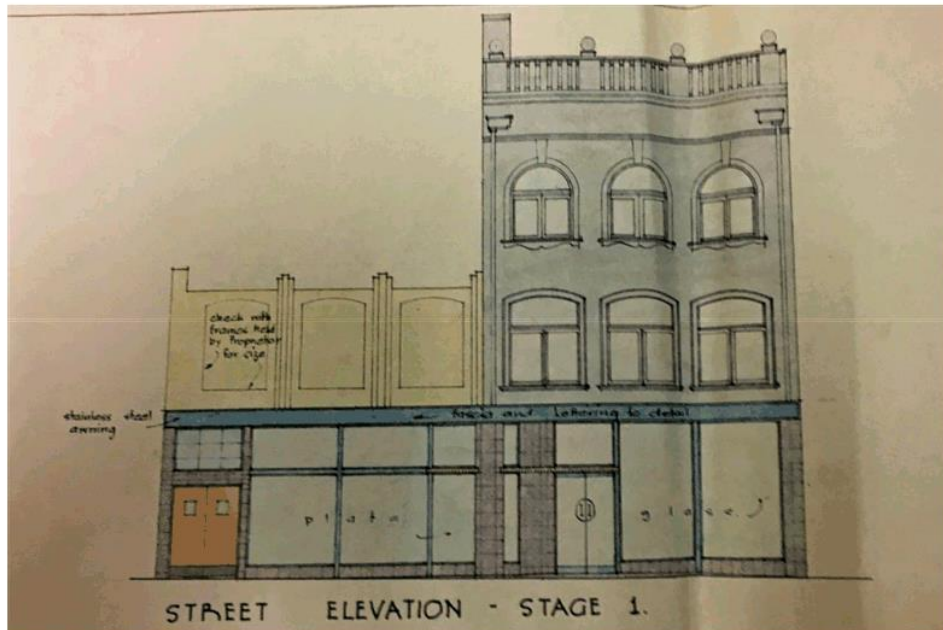 check with
frames held
by Proprietor
for size
stainless steel
awning
fascia and lettering to detail
plate
glass
STREET ELEVATION - STAGE 1.